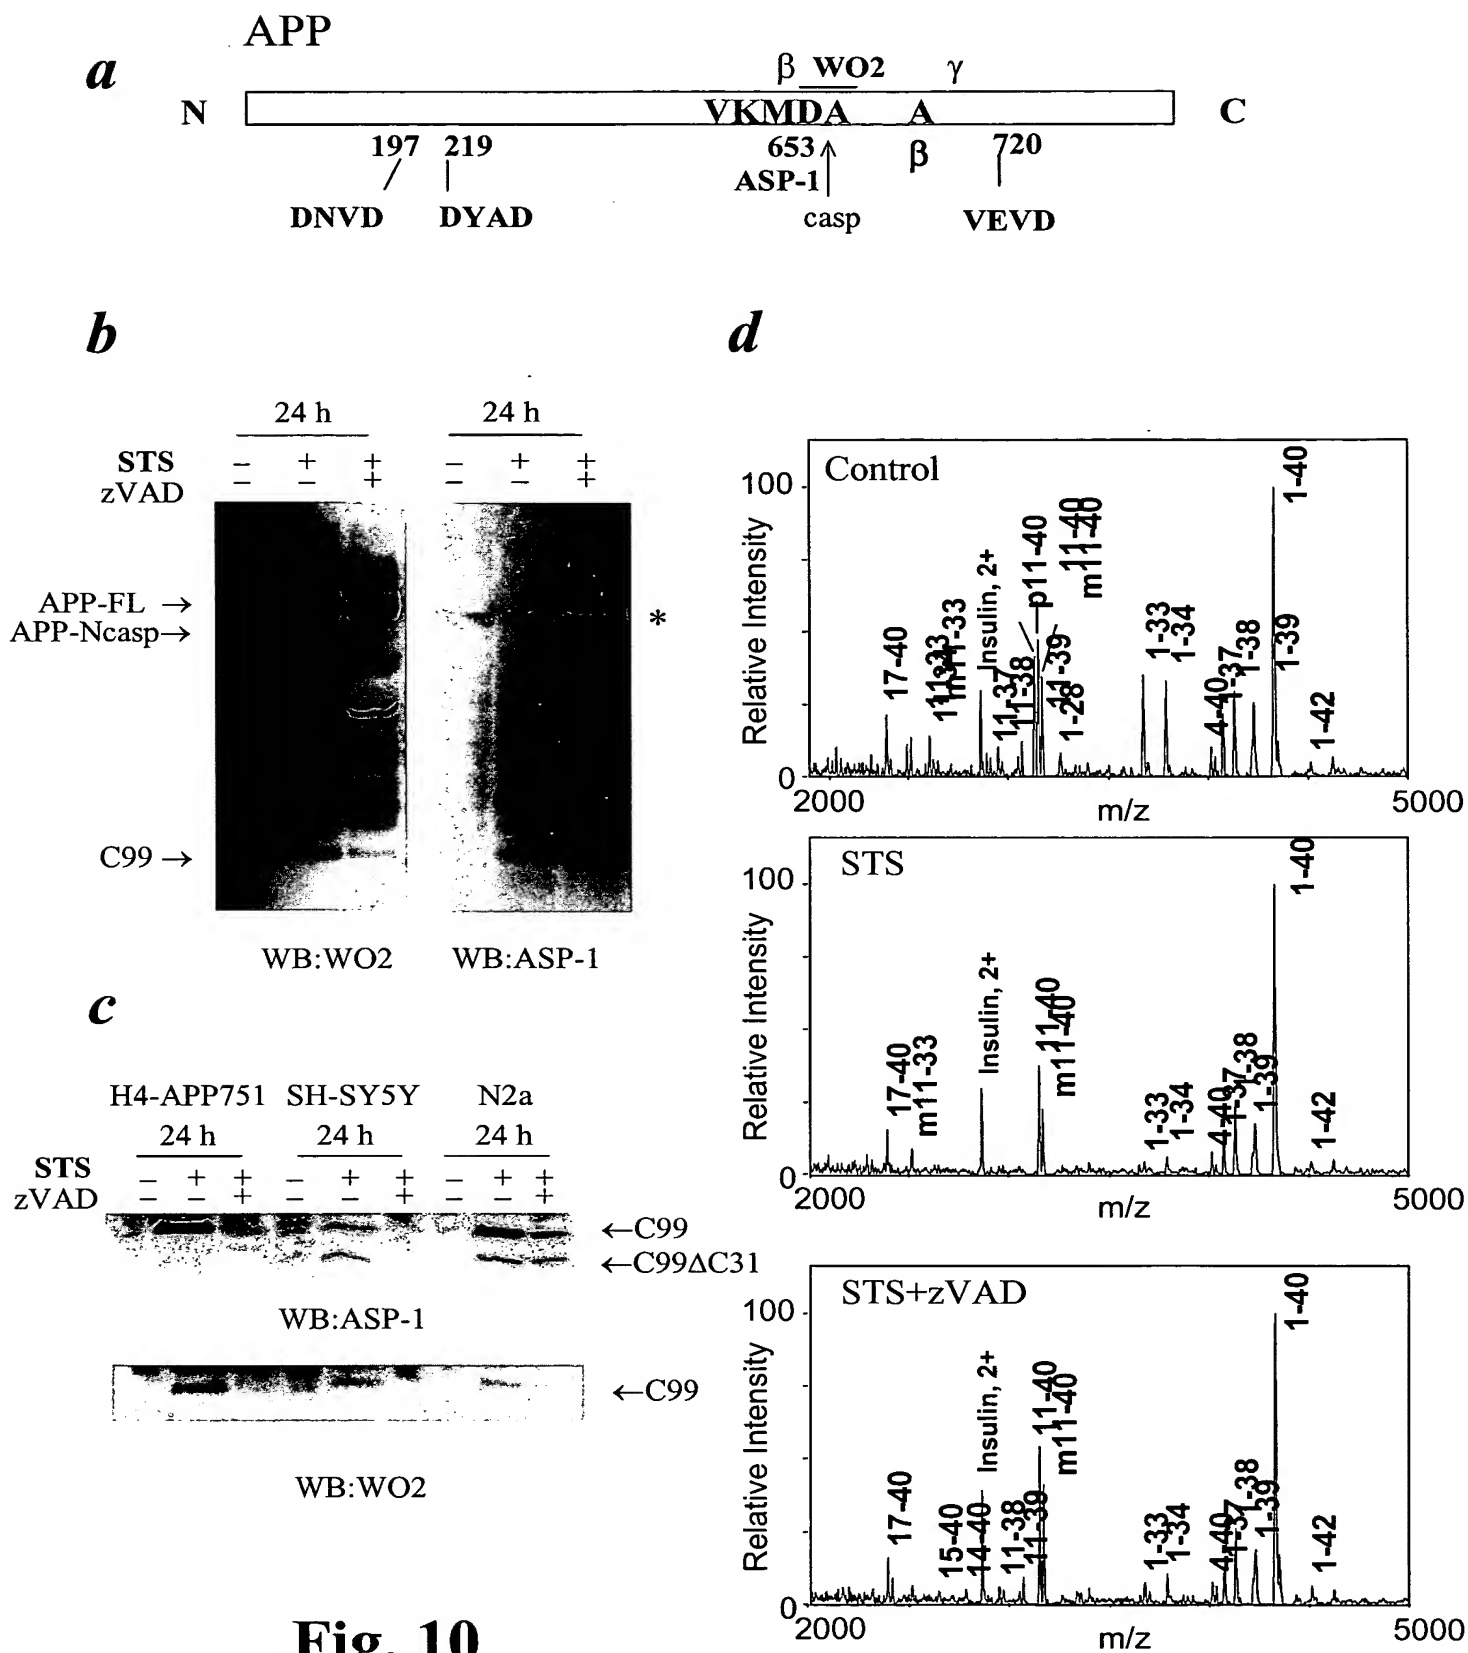 APP
a
β WO2 γ
N VKMDA A C
197 219 653 β 720
ASP-1
DNVD DYAD casp VEVD
b
24 h 24 h
STS − + + − + +
zVAD − − + − − +
APP-FL →
APP-Ncasp→
*
C99 →
WB:WO2 WB:ASP-1
c
H4-APP751 SH-SY5Y N2a
24 h 24 h 24 h
STS − + + − + + − + +
zVAD − − + − − + − − +
←C99
←C99ΔC31
WB:ASP-1
←C99
WB:WO2
d
Control
Relative Intensity
100
0
17-40
11-33
m11-33
Insulin, 2+
11-37
11-38
p11-40
11-40
m11-40
11-39
1-28
1-33
1-34
4-40
1-37
1-38
1-40
1-39
1-42
2000 m/z 5000
STS
Relative Intensity
100
0
17-40
m11-33
Insulin, 2+
11-40
m11-40
1-33
1-34
4-40
1-37
1-38
1-39
1-40
1-42
2000 m/z 5000
STS+zVAD
Relative Intensity
100
0
17-40
15-40
14-40
Insulin, 2+
11-38
11-39
11-40
m11-40
1-33
1-34
4-40
1-37
1-38
1-39
1-40
1-42
2000 m/z 5000
Fig. 10